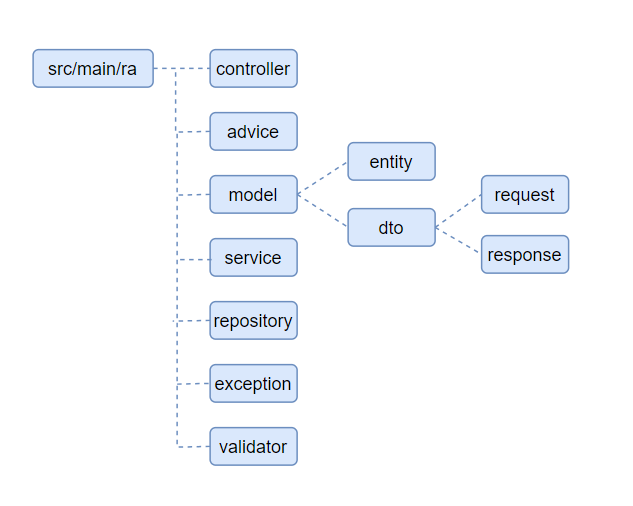 src/main/ra
controller
advice
model
entity
dto
request
response
service
repository
exception
validator